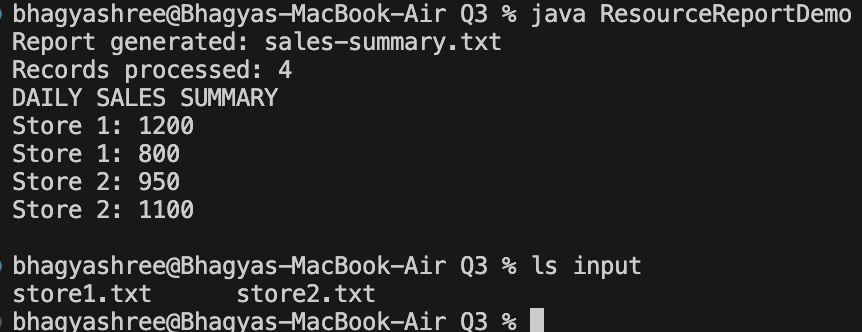 bhagyashree@Bhagyas-MacBook-Air Q3 % java ResourceReportDemo
Report generated: sales-summary.txt
Records processed: 4
DAILY SALES SUMMARY
Store 1: 1200
Store 1: 800
Store 2: 950
Store 2: 1100
bhagyashree@Bhagyas-MacBook-Air Q3 % ls input
store1.txt store2.txt
bhagyashree@Bhagyas-MacBook-Air Q3 %